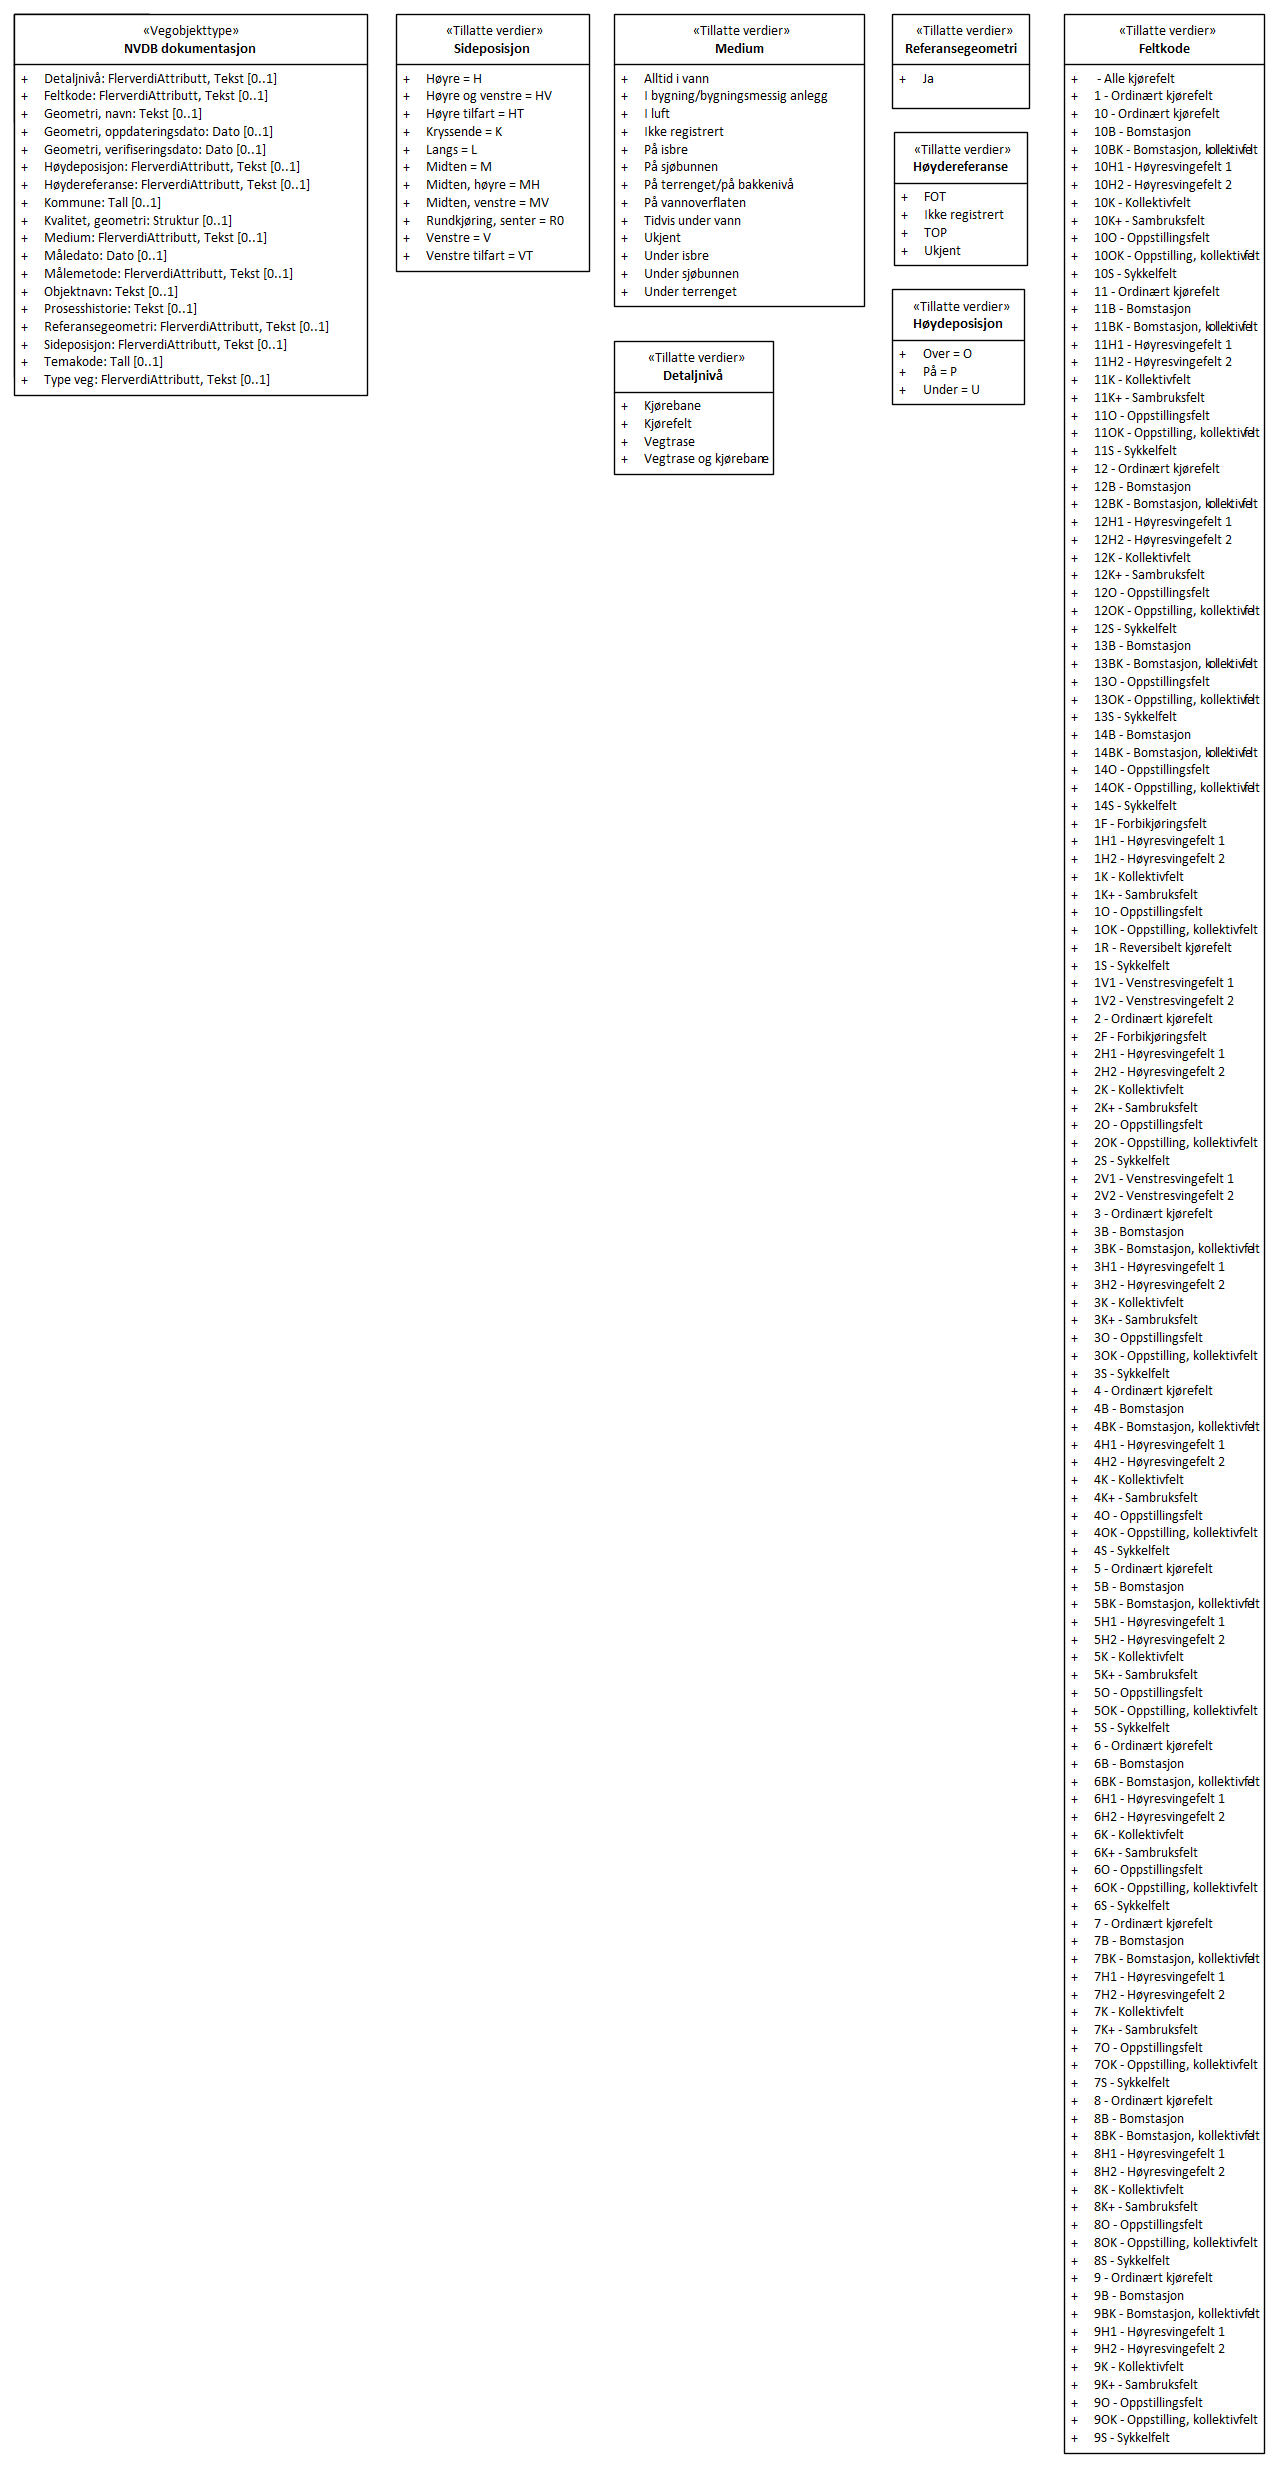 «Vegobjekttype»
NVDB dokumentasjon
+ Detaljnivå: FlerverdiAttributt, Tekst [0..1]
+ Feltkode: FlerverdiAttributt, Tekst [0..1]
+ Geometri, navn: Tekst [0..1]
+ Geometri, oppdateringsdato: Dato [0..1]
+ Geometri, verifiseringsdato: Dato [0..1]
+ Høydeposisjon: FlerverdiAttributt, Tekst [0..1]
+ Høydereferanse: FlerverdiAttributt, Tekst [0..1]
+ Kommune: Tall [0..1]
+ Kvalitet, geometri: Struktur [0..1]
+ Medium: FlerverdiAttributt, Tekst [0..1]
+ Måledato: Dato [0..1]
+ Målemetode: FlerverdiAttributt, Tekst [0..1]
+ Objektnavn: Tekst [0..1]
+ Prosesshistorie: Tekst [0..1]
+ Referansegeometri: FlerverdiAttributt, Tekst [0..1]
+ Sideposisjon: FlerverdiAttributt, Tekst [0..1]
+ Temakode: Tall [0..1]
+ Type veg: FlerverdiAttributt, Tekst [0..1]
«Tillatte verdier»
Sideposisjon
+ Høyre = H
+ Høyre og venstre = HV
+ Høyre tilfart = HT
+ Kryssende = K
+ Langs = L
+ Midten = M
+ Midten, høyre = MH
+ Midten, venstre = MV
+ Rundkjøring, senter = R0
+ Venstre = V
+ Venstre tilfart = VT
«Tillatte verdier»
Medium
+ Alltid i vann
+ I bygning/bygningsmessig anlegg
+ I luft
+ Ikke registrert
+ På isbre
+ På sjøbunnen
+ På terrenget/på bakkenivå
+ På vannoverflaten
+ Tidvis under vann
+ Ukjent
+ Under isbre
+ Under sjøbunnen
+ Under terrenget
«Tillatte verdier»
Detaljnivå
+ Kjørebane
+ Kjørefelt
+ Vegtrase
+ Vegtrase og kjørebane
«Tillatte verdier»
Referansegeometri
+ Ja
«Tillatte verdier»
Høydereferanse
+ FOT
+ Ikke registrert
+ TOP
+ Ukjent
«Tillatte verdier»
Høydeposisjon
+ Over = O
+ På = P
+ Under = U
«Tillatte verdier»
Feltkode
+ - Alle kjørefelt
+ 1 - Ordinært kjørefelt
+ 10 - Ordinært kjørefelt
+ 10B - Bomstasjon
+ 10BK - Bomstasjon, kollektivfelt
+ 10H1 - Høyresvingefelt 1
+ 10H2 - Høyresvingefelt 2
+ 10K - Kollektivfelt
+ 10K+ - Sambruksfelt
+ 10O - Oppstillingsfelt
+ 10OK - Oppstilling, kollektivfelt
+ 10S - Sykkelfelt
+ 11 - Ordinært kjørefelt
+ 11B - Bomstasjon
+ 11BK - Bomstasjon, kollektivfelt
+ 11H1 - Høyresvingefelt 1
+ 11H2 - Høyresvingefelt 2
+ 11K - Kollektivfelt
+ 11K+ - Sambruksfelt
+ 11O - Oppstillingsfelt
+ 11OK - Oppstilling, kollektivfelt
+ 11S - Sykkelfelt
+ 12 - Ordinært kjørefelt
+ 12B - Bomstasjon
+ 12BK - Bomstasjon, kollektivfelt
+ 12H1 - Høyresvingefelt 1
+ 12H2 - Høyresvingefelt 2
+ 12K - Kollektivfelt
+ 12K+ - Sambruksfelt
+ 12O - Oppstillingsfelt
+ 12OK - Oppstilling, kollektivfelt
+ 12S - Sykkelfelt
+ 13B - Bomstasjon
+ 13BK - Bomstasjon, kollektivfelt
+ 13O - Oppstillingsfelt
+ 13OK - Oppstilling, kollektivfelt
+ 13S - Sykkelfelt
+ 14B - Bomstasjon
+ 14BK - Bomstasjon, kollektivfelt
+ 14O - Oppstillingsfelt
+ 14OK - Oppstilling, kollektivfelt
+ 14S - Sykkelfelt
+ 1F - Forbikjøringsfelt
+ 1H1 - Høyresvingefelt 1
+ 1H2 - Høyresvingefelt 2
+ 1K - Kollektivfelt
+ 1K+ - Sambruksfelt
+ 1O - Oppstillingsfelt
+ 1OK - Oppstilling, kollektivfelt
+ 1R - Reversibelt kjørefelt
+ 1S - Sykkelfelt
+ 1V1 - Venstresvingefelt 1
+ 1V2 - Venstresvingefelt 2
+ 2 - Ordinært kjørefelt
+ 2F - Forbikjøringsfelt
+ 2H1 - Høyresvingefelt 1
+ 2H2 - Høyresvingefelt 2
+ 2K - Kollektivfelt
+ 2K+ - Sambruksfelt
+ 2O - Oppstillingsfelt
+ 2OK - Oppstilling, kollektivfelt
+ 2S - Sykkelfelt
+ 2V1 - Venstresvingefelt 1
+ 2V2 - Venstresvingefelt 2
+ 3 - Ordinært kjørefelt
+ 3B - Bomstasjon
+ 3BK - Bomstasjon, kollektivfelt
+ 3H1 - Høyresvingefelt 1
+ 3H2 - Høyresvingefelt 2
+ 3K - Kollektivfelt
+ 3K+ - Sambruksfelt
+ 3O - Oppstillingsfelt
+ 3OK - Oppstilling, kollektivfelt
+ 3S - Sykkelfelt
+ 4 - Ordinært kjørefelt
+ 4B - Bomstasjon
+ 4BK - Bomstasjon, kollektivfelt
+ 4H1 - Høyresvingefelt 1
+ 4H2 - Høyresvingefelt 2
+ 4K - Kollektivfelt
+ 4K+ - Sambruksfelt
+ 4O - Oppstillingsfelt
+ 4OK - Oppstilling, kollektivfelt
+ 4S - Sykkelfelt
+ 5 - Ordinært kjørefelt
+ 5B - Bomstasjon
+ 5BK - Bomstasjon, kollektivfelt
+ 5H1 - Høyresvingefelt 1
+ 5H2 - Høyresvingefelt 2
+ 5K - Kollektivfelt
+ 5K+ - Sambruksfelt
+ 5O - Oppstillingsfelt
+ 5OK - Oppstilling, kollektivfelt
+ 5S - Sykkelfelt
+ 6 - Ordinært kjørefelt
+ 6B - Bomstasjon
+ 6BK - Bomstasjon, kollektivfelt
+ 6H1 - Høyresvingefelt 1
+ 6H2 - Høyresvingefelt 2
+ 6K - Kollektivfelt
+ 6K+ - Sambruksfelt
+ 6O - Oppstillingsfelt
+ 6OK - Oppstilling, kollektivfelt
+ 6S - Sykkelfelt
+ 7 - Ordinært kjørefelt
+ 7B - Bomstasjon
+ 7BK - Bomstasjon, kollektivfelt
+ 7H1 - Høyresvingefelt 1
+ 7H2 - Høyresvingefelt 2
+ 7K - Kollektivfelt
+ 7K+ - Sambruksfelt
+ 7O - Oppstillingsfelt
+ 7OK - Oppstilling, kollektivfelt
+ 7S - Sykkelfelt
+ 8 - Ordinært kjørefelt
+ 8B - Bomstasjon
+ 8BK - Bomstasjon, kollektivfelt
+ 8H1 - Høyresvingefelt 1
+ 8H2 - Høyresvingefelt 2
+ 8K - Kollektivfelt
+ 8K+ - Sambruksfelt
+ 8O - Oppstillingsfelt
+ 8OK - Oppstilling, kollektivfelt
+ 8S - Sykkelfelt
+ 9 - Ordinært kjørefelt
+ 9B - Bomstasjon
+ 9BK - Bomstasjon, kollektivfelt
+ 9H1 - Høyresvingefelt 1
+ 9H2 - Høyresvingefelt 2
+ 9K - Kollektivfelt
+ 9K+ - Sambruksfelt
+ 9O - Oppstillingsfelt
+ 9OK - Oppstilling, kollektivfelt
+ 9S - Sykkelfelt